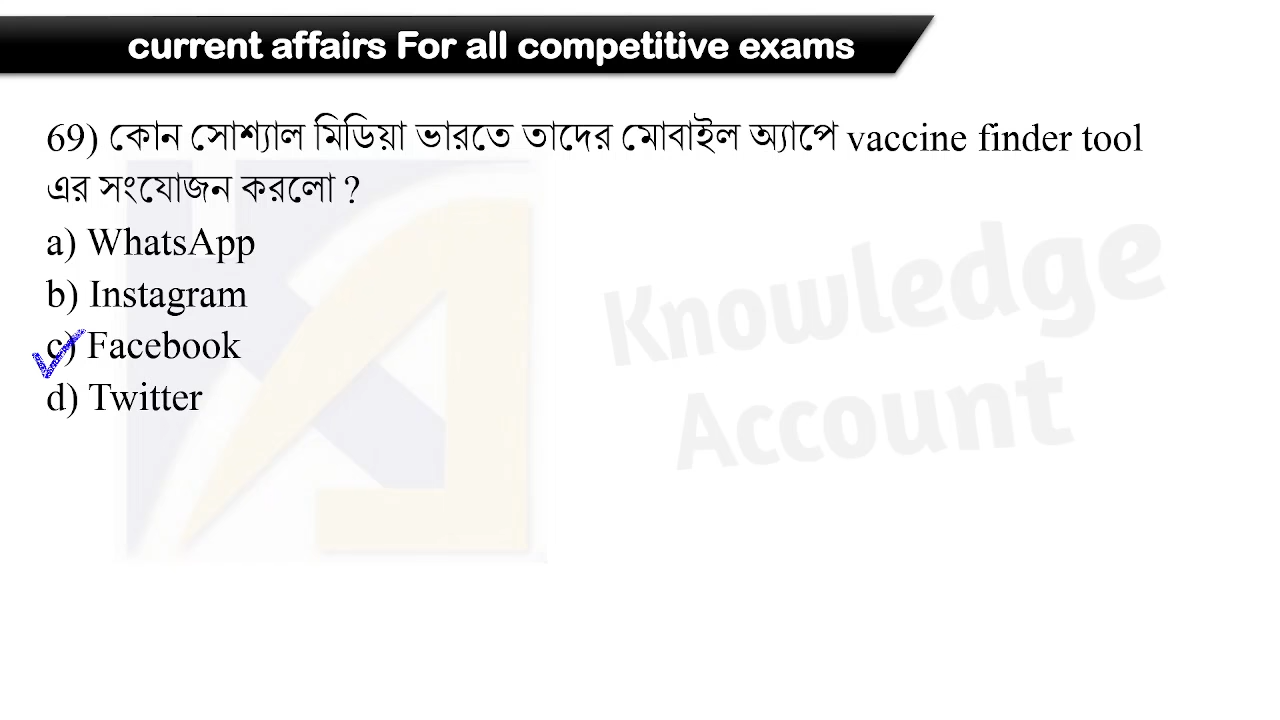 current affairs For all competitive exams
69) কোন সোশ্যাল মিডিয়া ভারতে তাদের মোবাইল অ্যাপে vaccine finder tool
এর সংযোজন করলো ?
a) WhatsApp
b) Instagram
c) Facebook
d) Twitter
Knowledge
Account